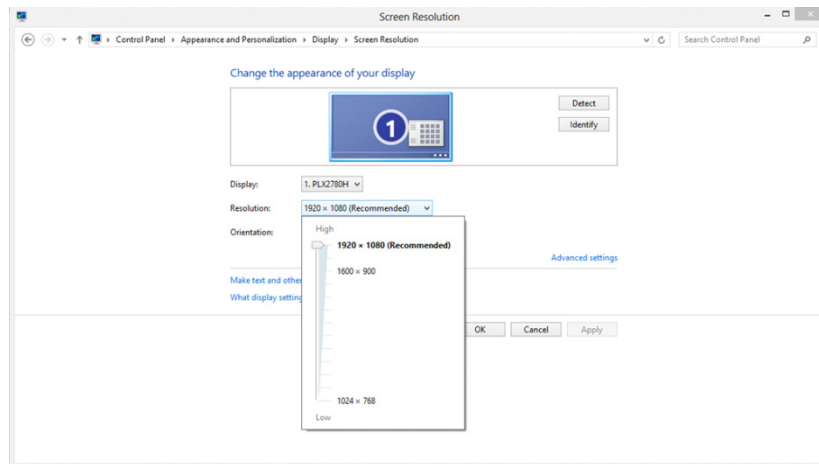 Screen Resolution
Control Panel Appearance and Personalization Display Screen Resolution
Search Control Panel
Change the appearance of your display
1
Detect
Identify
Display: 1. PLX2780H
Resolution: 1920 × 1080 (Recommended)
Orientation:
High
1920 × 1080 (Recommended)
1600 × 900
Advanced settings
Make text and other
What display setting
OK Cancel Apply
1024 × 768
Low